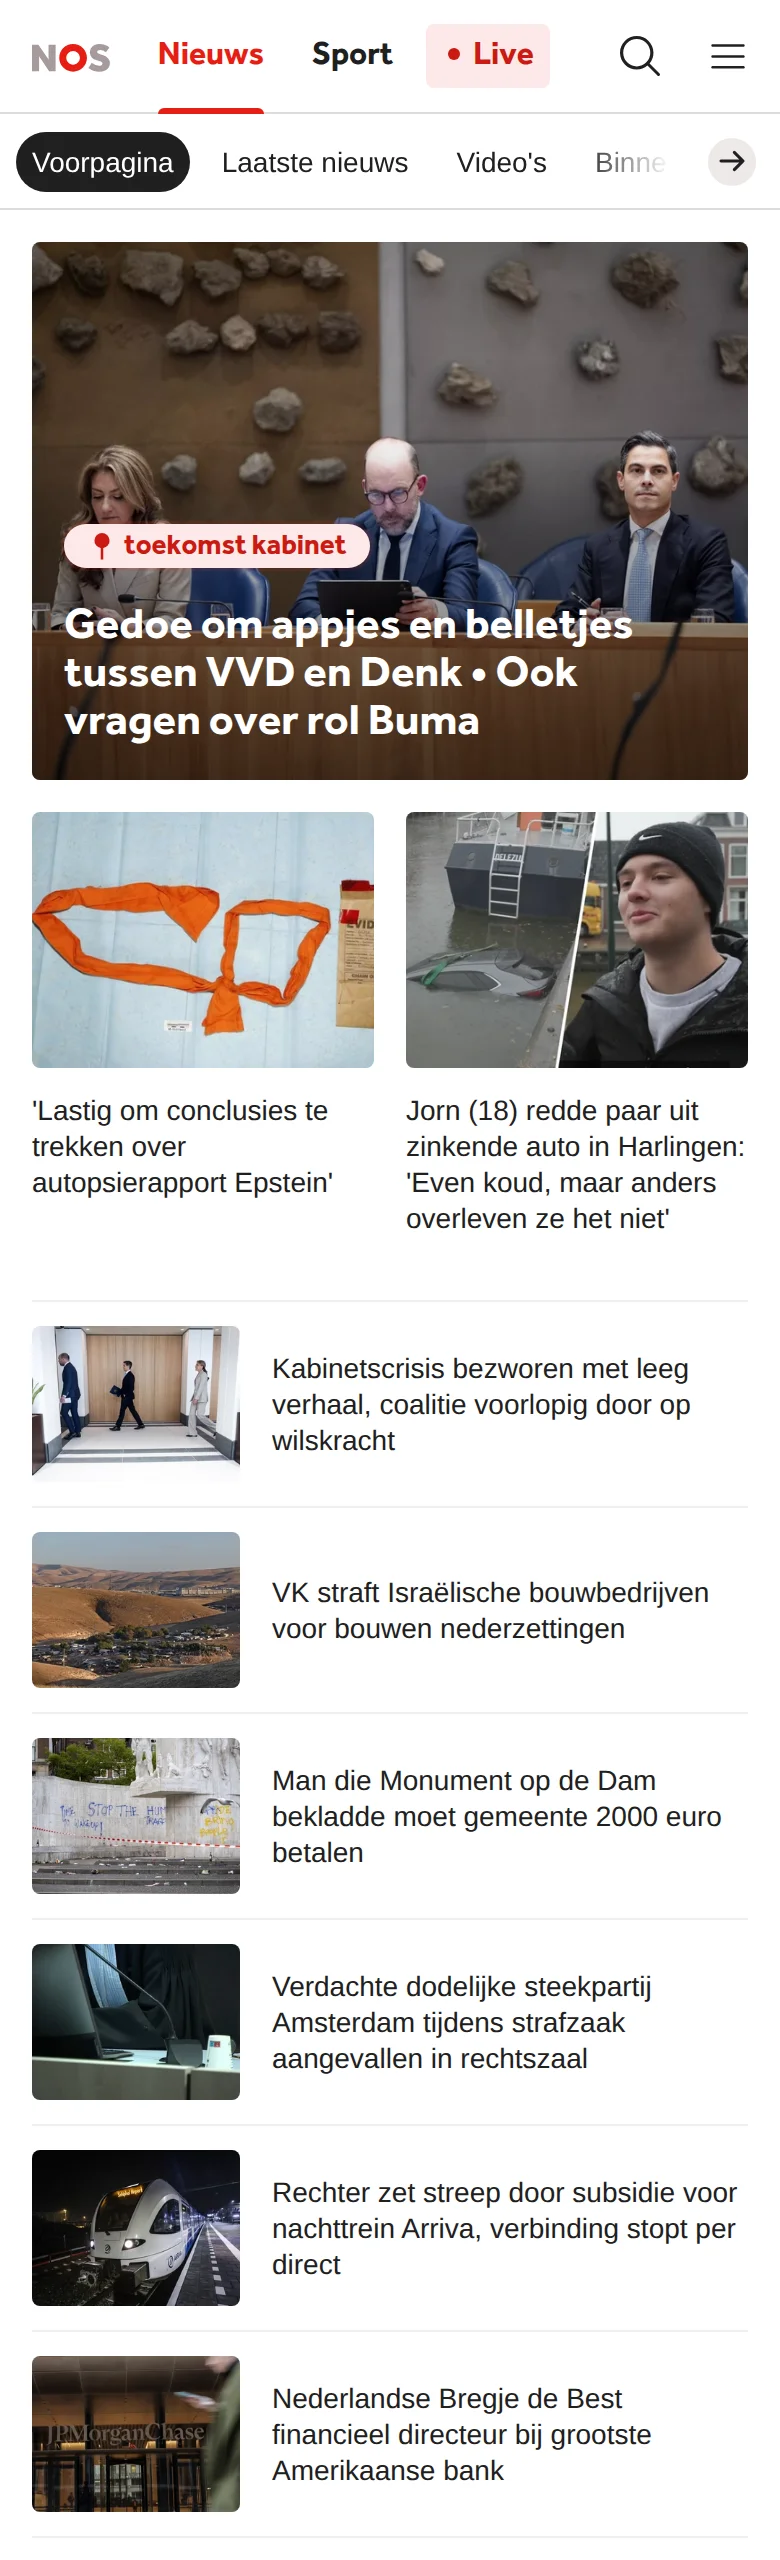 NOS
Nieuws
Sport
Live
Voorpagina
Laatste nieuws
Video's
Binne
toekomst kabinet
Gedoe om appjes en belletjes
tussen VVD en Denk • Ook
vragen over rol Buma
EVID
DELEZIJ
'Lastig om conclusies te
trekken over
autopsierapport Epstein'
Jorn (18) redde paar uit
zinkende auto in Harlingen:
'Even koud, maar anders
overleven ze het niet'
Kabinetscrisis bezworen met leeg
verhaal, coalitie voorlopig door op
wilskracht
VK straft Israëlische bouwbedrijven
voor bouwen nederzettingen
STOP THE HUM
Man die Monument op de Dam
bekladde moet gemeente 2000 euro
betalen
Verdachte dodelijke steekpartij
Amsterdam tijdens strafzaak
aangevallen in rechtszaal
Rechter zet streep door subsidie voor
nachttrein Arriva, verbinding stopt per
direct
JPMorganChase
Nederlandse Bregje de Best
financieel directeur bij grootste
Amerikaanse bank